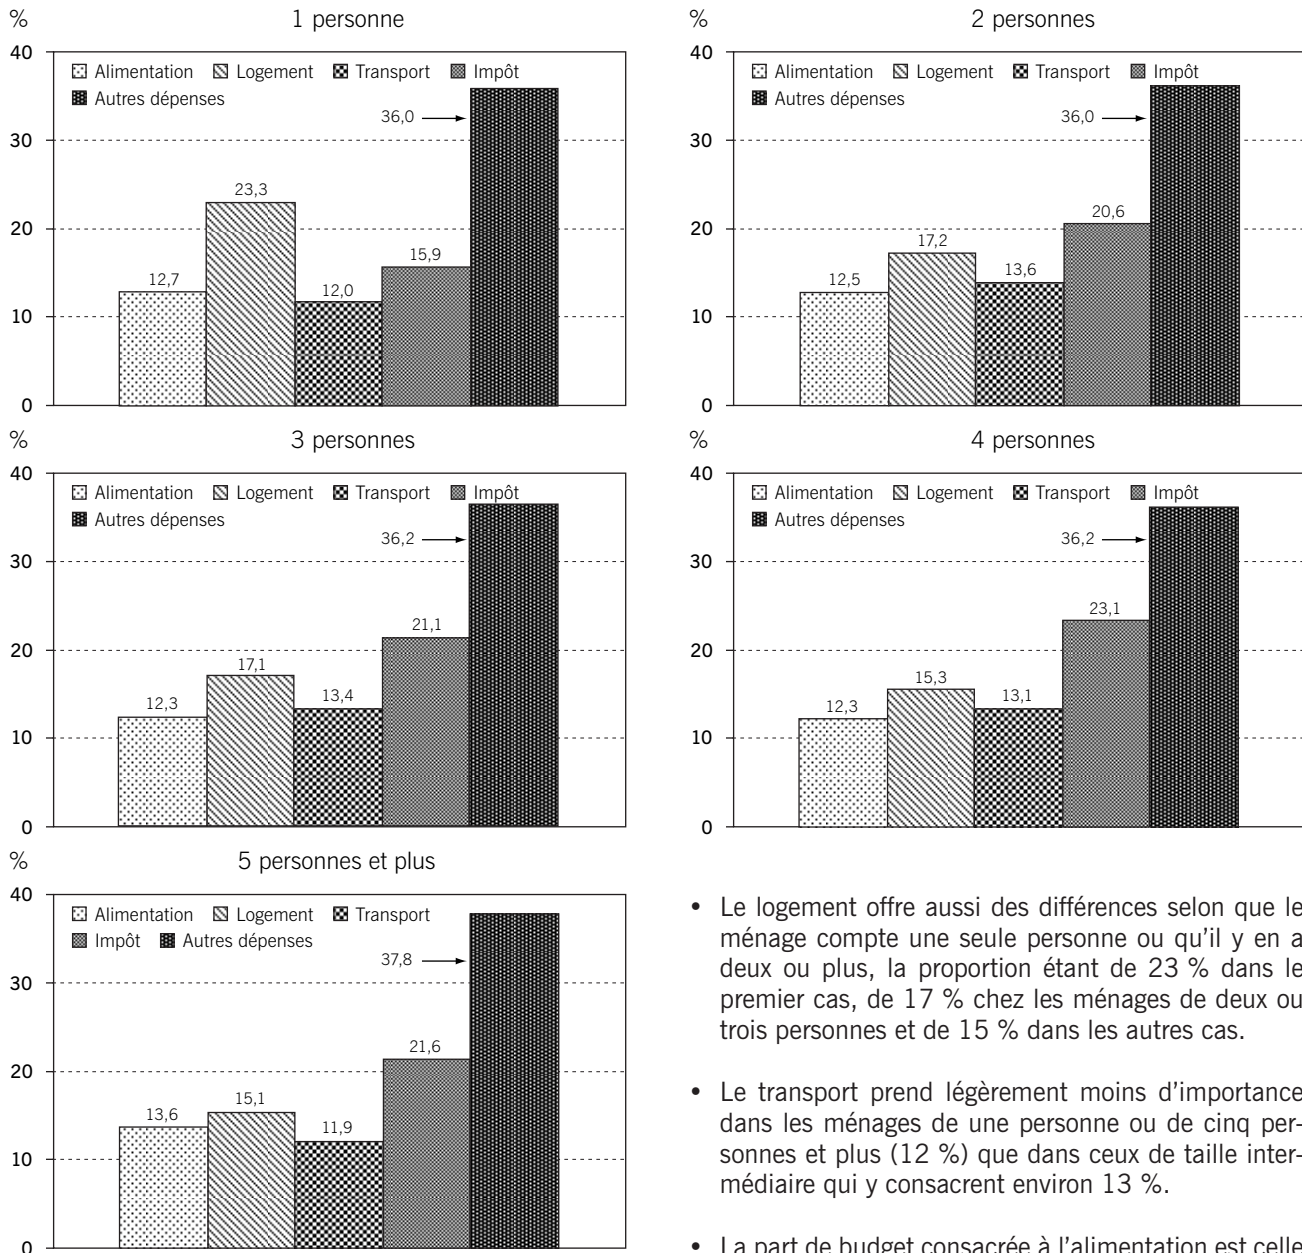 % 1 personne
40
Alimentation Logement Transport Impôt
Autres dépenses
36,0
30
23,3
20
15,9
12,7
12,0
10
0
% 2 personnes
40
Alimentation Logement Transport Impôt
Autres dépenses
36,0
30
20,6
20
17,2
13,6
12,5
10
0
% 3 personnes
40
Alimentation Logement Transport Impôt
Autres dépenses
36,2
30
21,1
20
17,1
13,4
12,3
10
0
% 4 personnes
40
Alimentation Logement Transport Impôt
Autres dépenses
36,2
30
23,1
20
15,3
13,1
12,3
10
0
% 5 personnes et plus
40
Alimentation Logement Transport
Impôt Autres dépenses
37,8
30
21,6
20
15,1
13,6
11,9
10
0
• Le logement offre aussi des différences selon que le
ménage compte une seule personne ou qu’il y en a
deux ou plus, la proportion étant de 23 % dans le
premier cas, de 17 % chez les ménages de deux ou
trois personnes et de 15 % dans les autres cas.
• Le transport prend légèrement moins d’importance
dans les ménages de une personne ou de cinq per-
sonnes et plus (12 %) que dans ceux de taille inter-
médiaire qui y consacrent environ 13 %.
• La part de budget consacrée à l’alimentation est celle